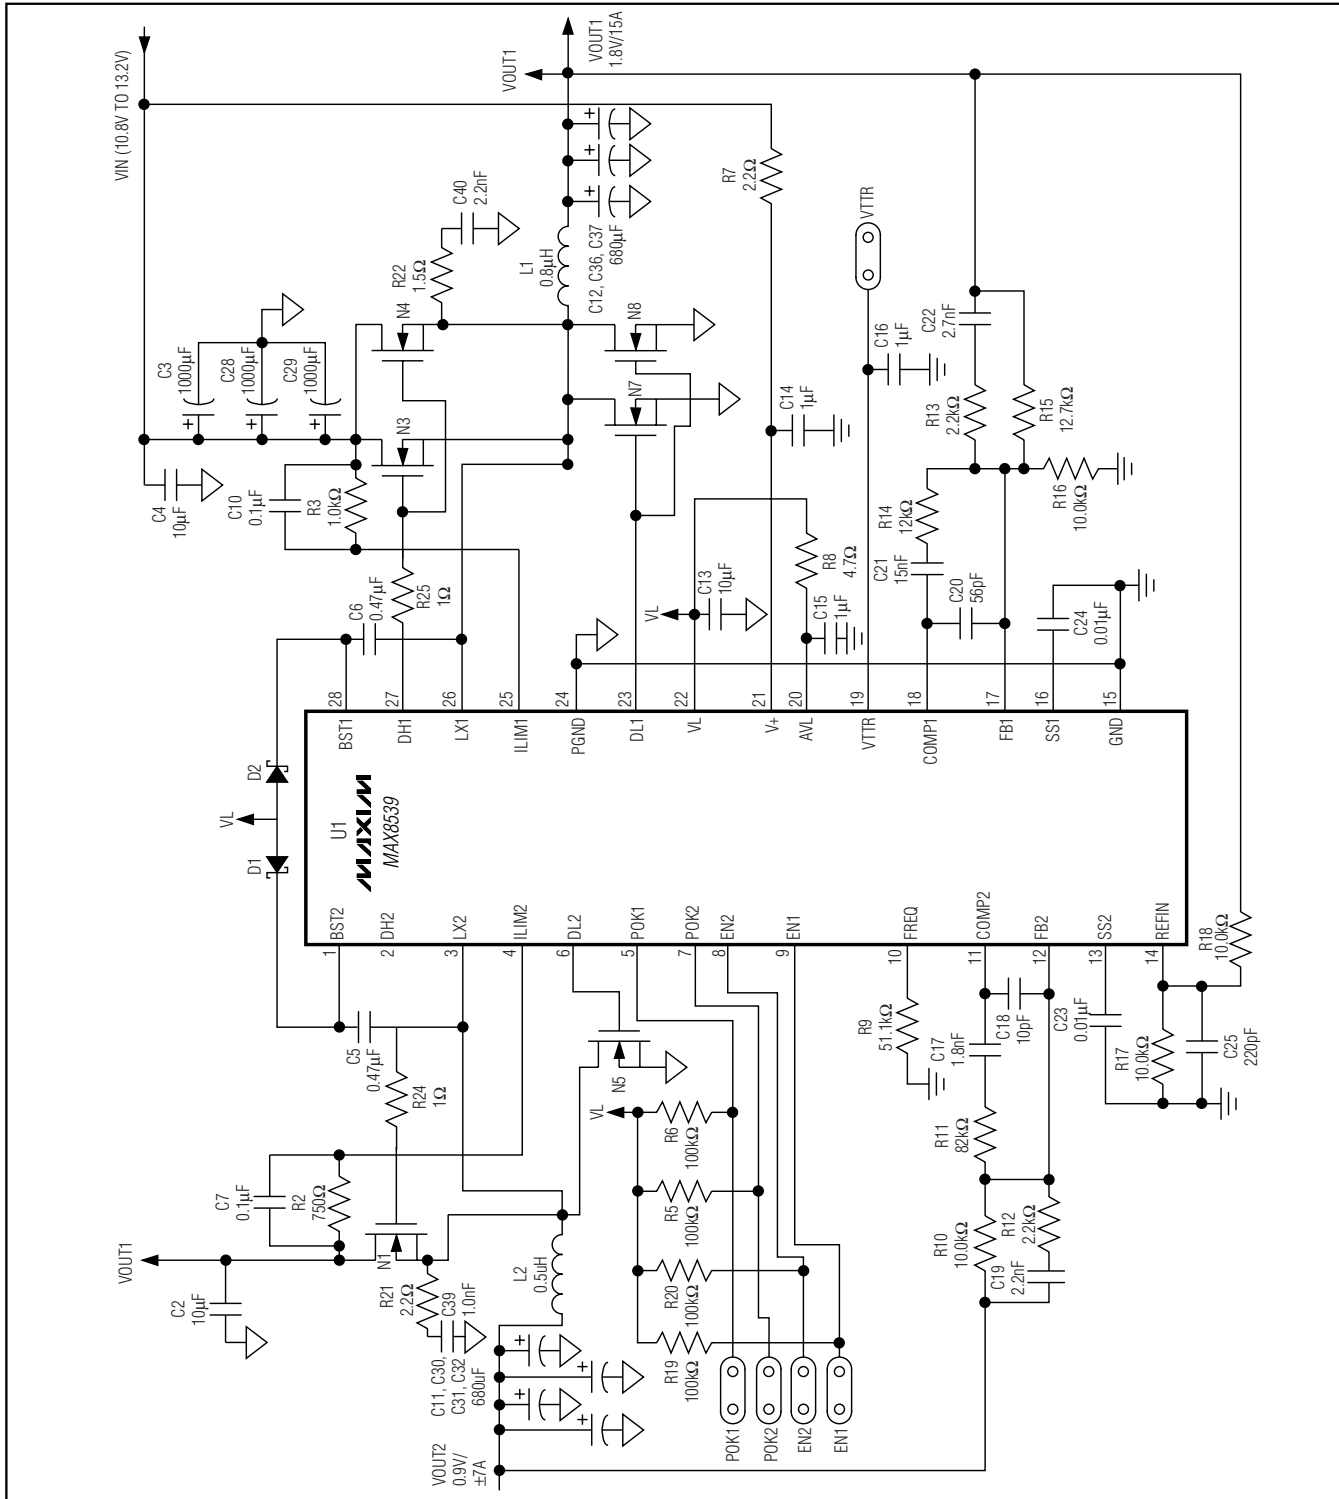 VIN (10.8V TO 13.2V)
VOUT1
VOUT1
1.8V/15A
C3
1000µF
C28
1000µF
C29
1000µF
C4
10µF
C10
0.1µF
R3
1.0kΩ
N3
N4
R22
1.5Ω
C40
2.2nF
L1
0.8µH
C12, C36, C37
680µF
N7
N8
R7
2.2Ω
C6
0.47µF
R25
1Ω
VL
C13
10µF
R8
4.7Ω
C15
1µF
C14
1µF
C16
1µF
VTTR
C22
2.7nF
R13
2.2kΩ
R15
12.7kΩ
R14
12kΩ
C21
15nF
C20
56pF
R16
10.0kΩ
C24
0.01µF
28
27
26
25
24
23
22
21
20
19
18
17
16
15
BST1
DH1
LX1
ILIM1
PGND
DL1
VL
V+
AVL
VTTR
COMP1
FB1
SS1
GND
D2
VL
D1
U1
MAXIM
MAX8539
BST2
DH2
LX2
ILIM2
DL2
POK1
POK2
EN2
EN1
FREQ
COMP2
FB2
SS2
REFIN
1
2
3
4
6
5
7
8
9
10
11
12
13
14
R18
10.0kΩ
C5
0.47µF
R24
1Ω
N5
VL
R6
100kΩ
R5
100kΩ
R20
100kΩ
R19
100kΩ
R9
51.1kΩ
C17
1.8nF
C18
10pF
C23
0.01µF
R17
10.0kΩ
C25
220pF
R11
82kΩ
R10
10.0kΩ
R12
2.2kΩ
C19
2.2nF
C7
0.1µF
R2
750Ω
VOUT1
C2
10µF
N1
R21
2.2Ω
C39
1.0nF
L2
0.5uH
C11, C30,
C31, C32
680uF
VOUT2
0.9V/
±7A
POK1
POK2
EN2
EN1